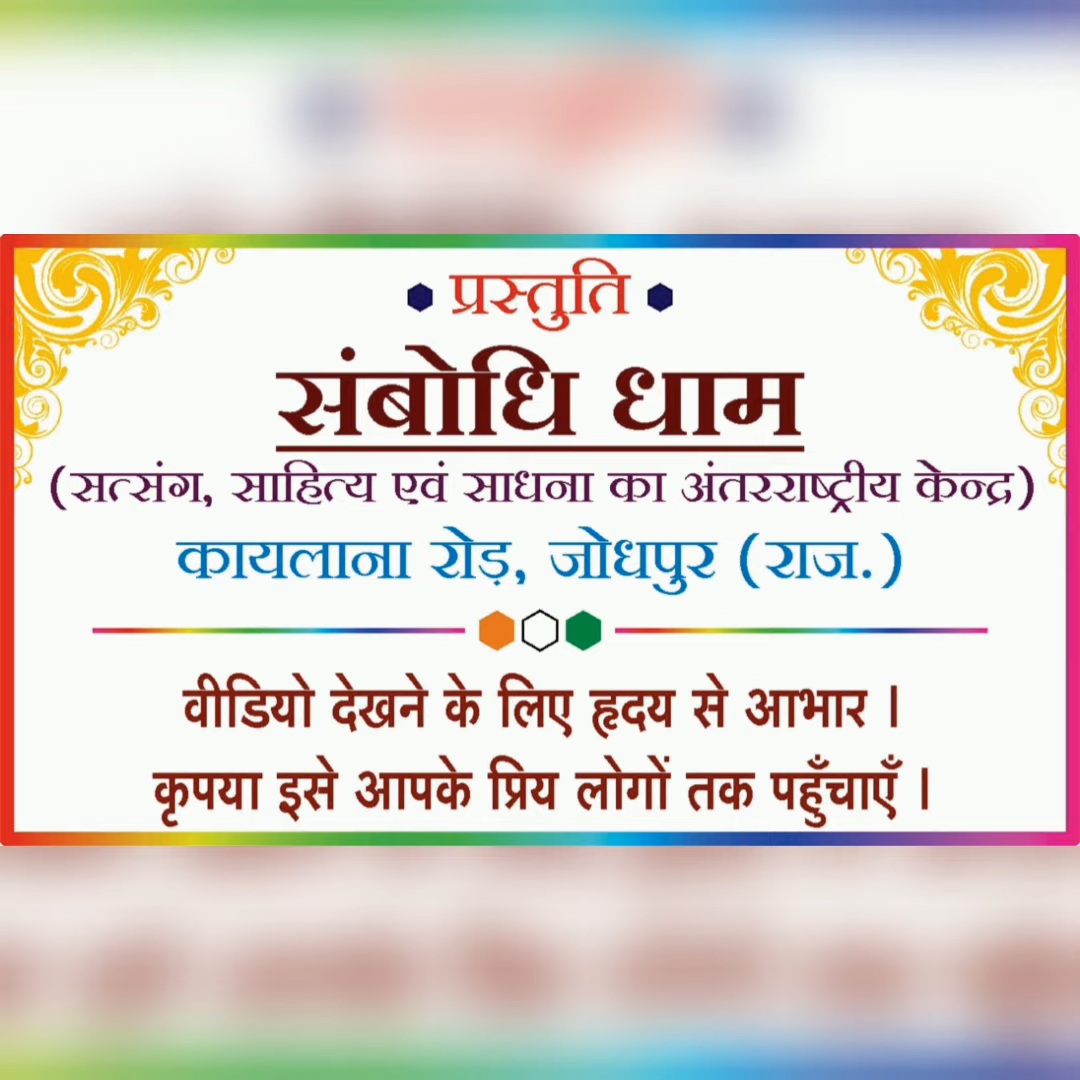 प्रस्तुति
संबोधि धाम
(सत्संग, साहित्य एवं साधना का अंतरराष्ट्रीय केन्द्र)
कायलाना रोड़, जोधपुर (राज.)
वीडियो देखने के लिए हृदय से आभार ।
कृपया इसे आपके प्रिय लोगों तक पहुँचाएँ ।